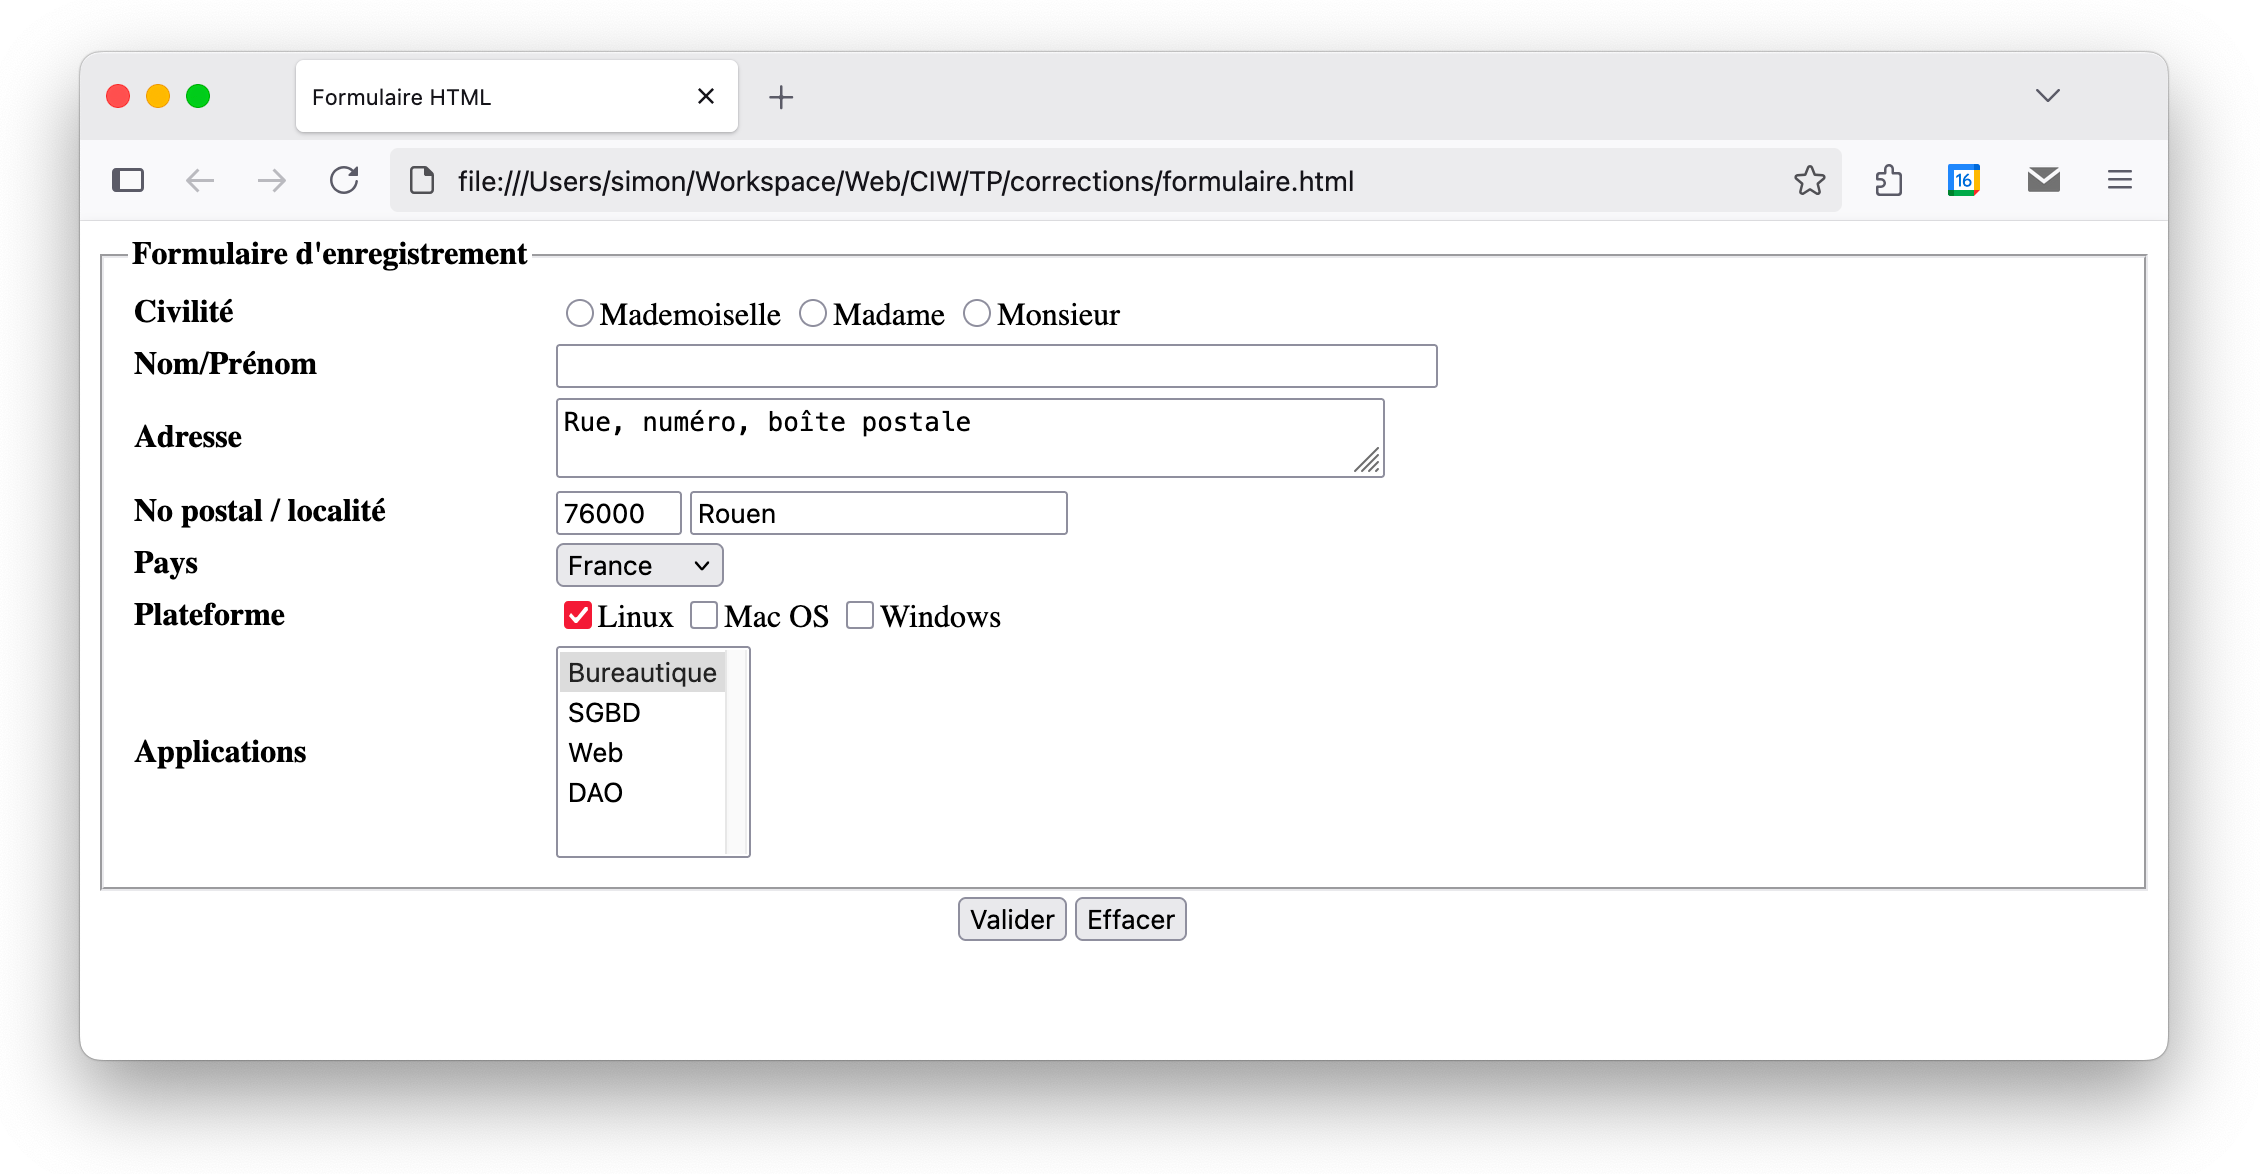 Formulaire HTML
file:///Users/simon/Workspace/Web/CIW/TP/corrections/formulaire.html
16
Formulaire d'enregistrement
Civilité Mademoiselle Madame Monsieur
Nom/Prénom
Adresse Rue, numéro, boîte postale
No postal / localité 76000 Rouen
Pays France
Plateforme Linux Mac OS Windows
Applications
Bureautique
SGBD
Web
DAO
Valider Effacer